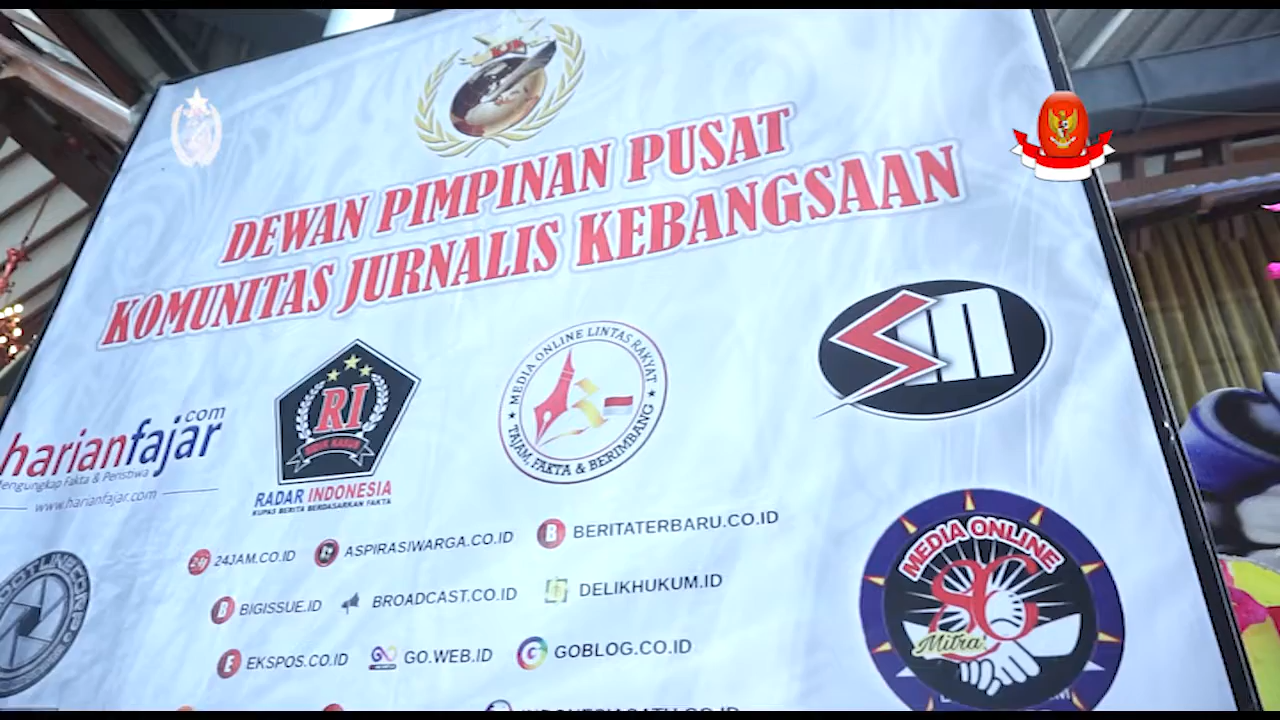 KJK
DEWAN PIMPINAN PUSAT
KOMUNITAS JURNALIS KEBANGSAAN
harianfajar.com
Mengungkap Fakta & Peristiwa
www.harianfajar.com
RI
RADAR INDONESIA
KUPAS BERITA BERDASARKAN FAKTA
MEDIA ONLINE LINTAS RAKYAT
TAJAM, FAKTA & BERIMBANG
24j 24JAM.CO.ID
ASPIRASIWARGA.CO.ID
B BERITATERBARU.CO.ID
B BIGISSUE.ID
BROADCAST.CO.ID
DELIKHUKUM.ID
E EKSPOS.CO.ID
GO.WEB.ID
GOBLOG.CO.ID
MEDIA ONLINE
Mitra